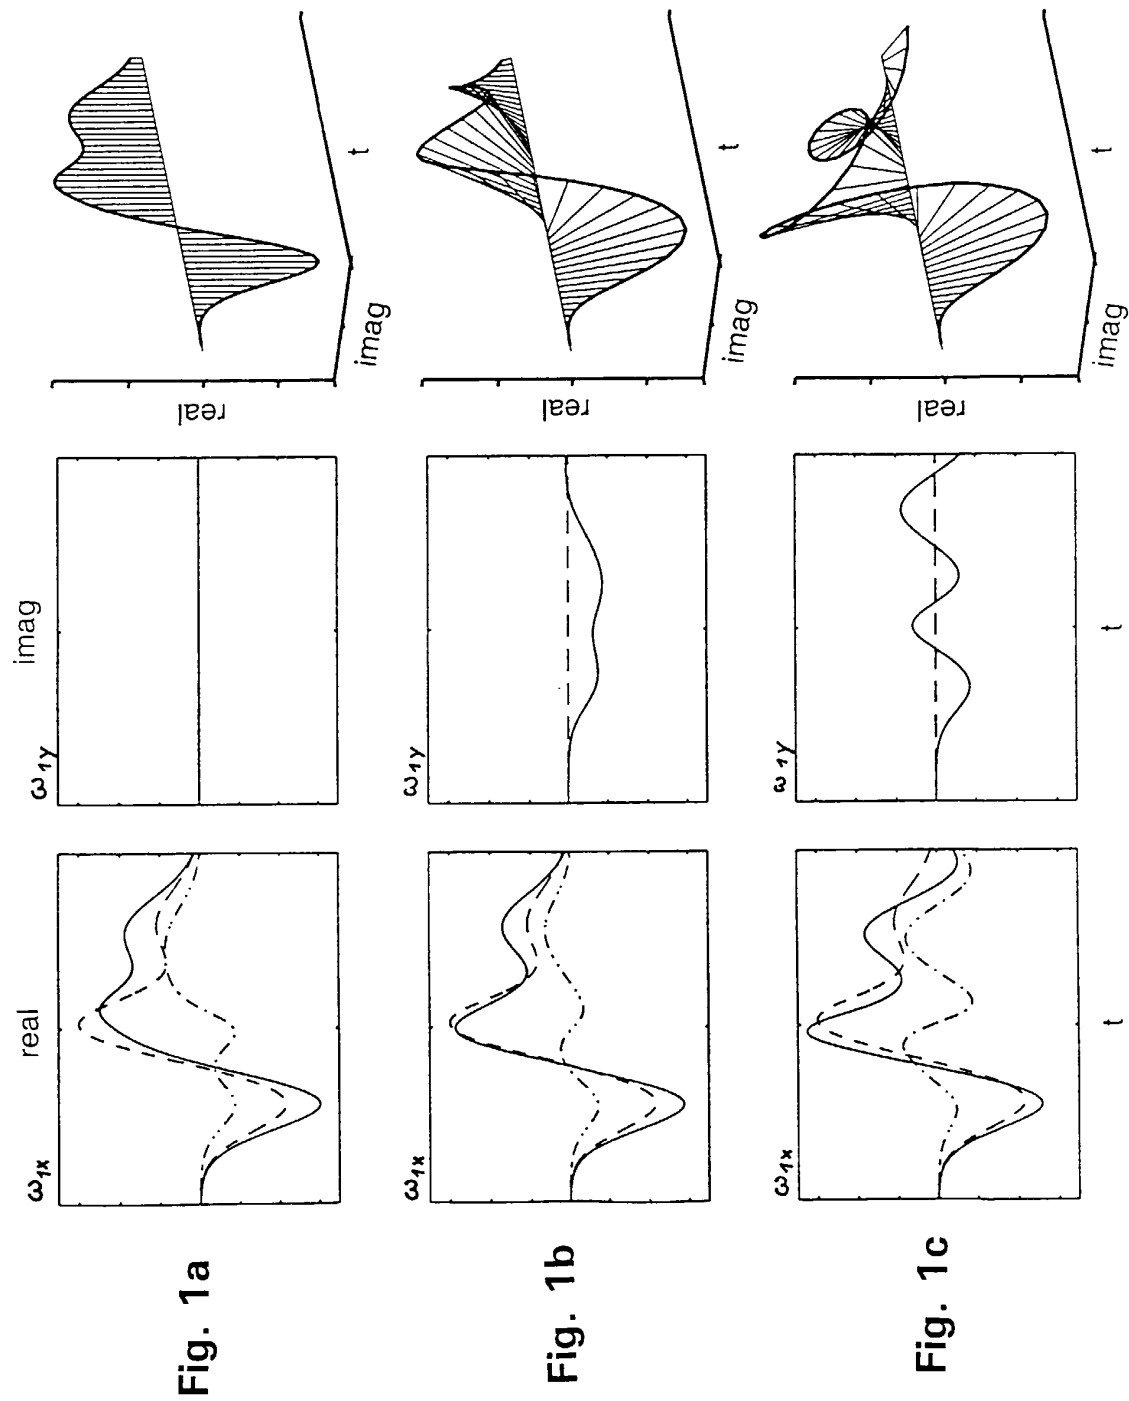 real
imag
Fig. 1a
ω1x
ω1y
real
imag
t
Fig. 1b
ω1x
ω1y
real
imag
t
Fig. 1c
ω1x
ω1y
real
imag
t
t
t